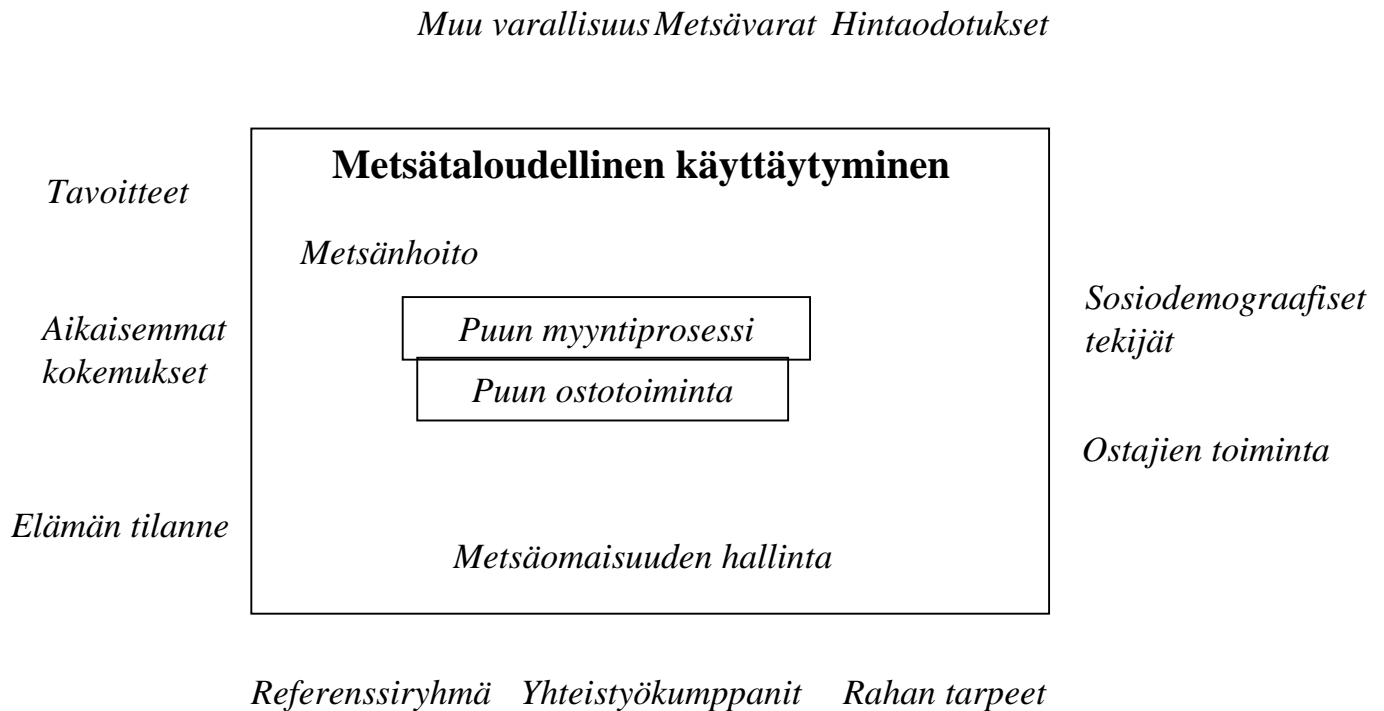 Muu varallisuus Metsävarat Hintaodotukset
Metsätaloudellinen käyttäytyminen
Tavoitteet
Metsänhoito
Aikaisemmat
kokemukset
Puun myyntiprosessi
Puun ostotoiminta
Sosiodemograafiset
tekijät
Ostajien toiminta
Elämän tilanne
Metsäomaisuuden hallinta
Referenssiryhmä Yhteistyökumppanit Rahan tarpeet